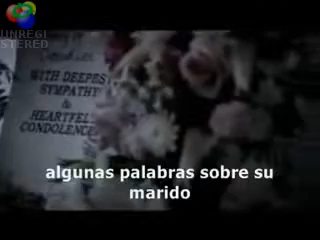 UNREGI
STERED
WITH DEEPEST
SYMPATHY
&
HEARTFELT
CONDOLENCE
algunas palabras sobre su
marido